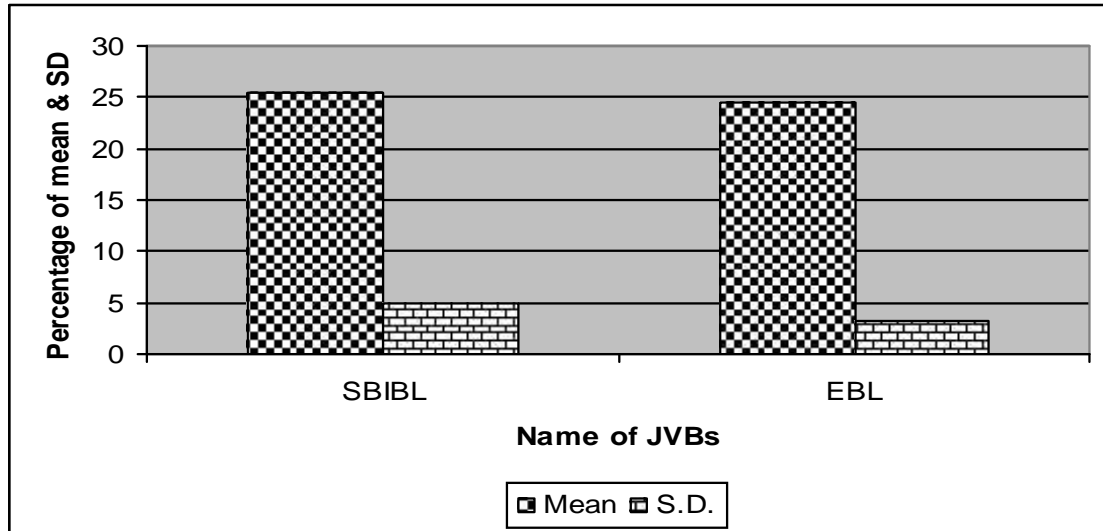 Percentage of mean & SD
30
25
20
15
10
5
0
SBIBL
EBL
Name of JVBs
Mean
S.D.